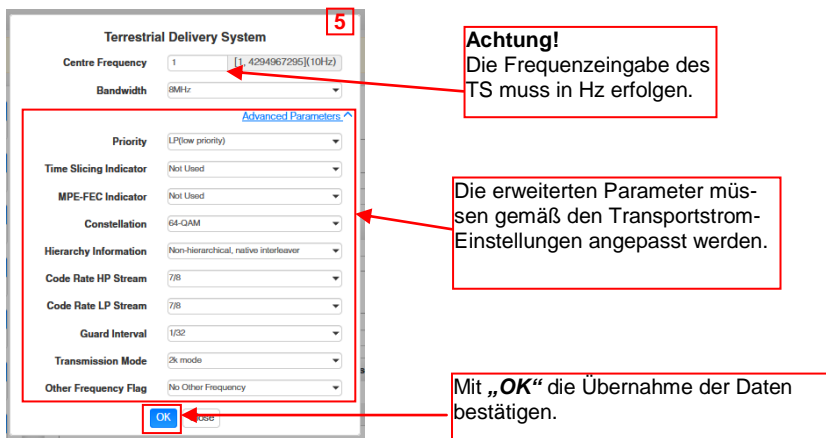 5
Terrestrial Delivery System
Centre Frequency 1 [1, 4294967295](10Hz)
Bandwidth 8MHz
Advanced Parameters
Priority LP(low priority)
Time Slicing Indicator Not Used
MPE-FEC Indicator Not Used
Constellation 64-QAM
Hierarchy Information Non-hierarchical, native interleaver
Code Rate HP Stream 7/8
Code Rate LP Stream 7/8
Guard Interval 1/32
Transmission Mode 2k mode
Other Frequency Flag No Other Frequency
OK
Achtung!
Die Frequenzeingabe des
TS muss in Hz erfolgen.
Die erweiterten Parameter müs-
sen gemäß den Transportstrom-
Einstellungen angepasst werden.
Mit „OK“ die Übernahme der Daten
bestätigen.